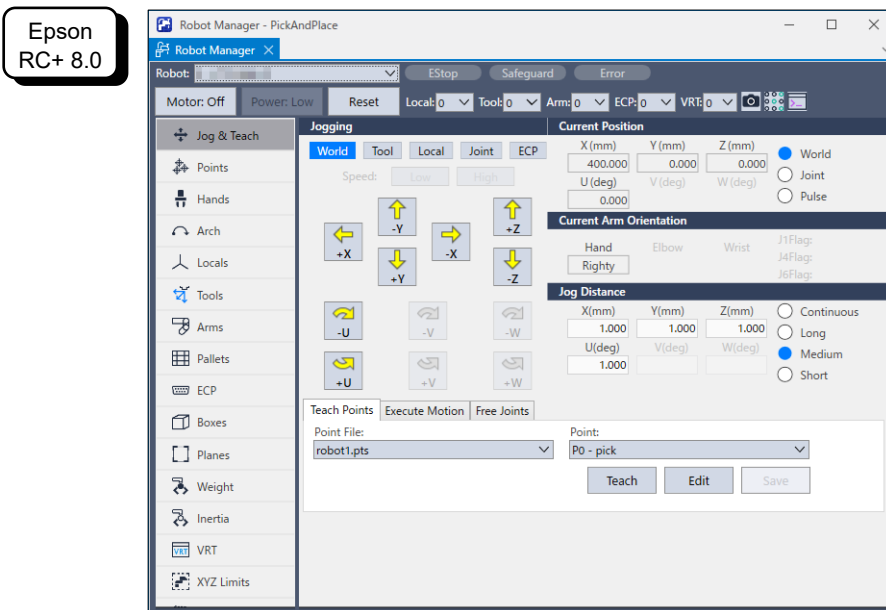 Epson
RC+ 8.0
Robot Manager - PickAndPlace
Robot Manager
Robot:
EStop Safeguard Error
Motor: Off Power: Low Reset Local: 0 Tool: 0 Arm: 0 ECP: 0 VRT: 0
Jog & Teach
Points
Hands
Arch
Locals
Tools
Arms
Pallets
ECP
Boxes
Planes
Weight
Inertia
VRT
XYZ Limits
Jogging
World Tool Local Joint ECP
Speed: Low High
-Y +Z
+X -X
+Y -Z
-U -V -W
+U +V +W
Current Position
X (mm) Y (mm) Z (mm)
400.000 0.000 0.000
U (deg) V (deg) W (deg)
0.000
World
Joint
Pulse
Current Arm Orientation
Hand Elbow Wrist
Righty
J1Flag:
J4Flag:
J6Flag:
Jog Distance
X(mm) Y(mm) Z(mm)
1.000 1.000 1.000
U(deg) V(deg) W(deg)
1.000
Continuous
Long
Medium
Short
Teach Points Execute Motion Free Joints
Point File: Point:
robot1.pts P0 - pick
Teach Edit Save